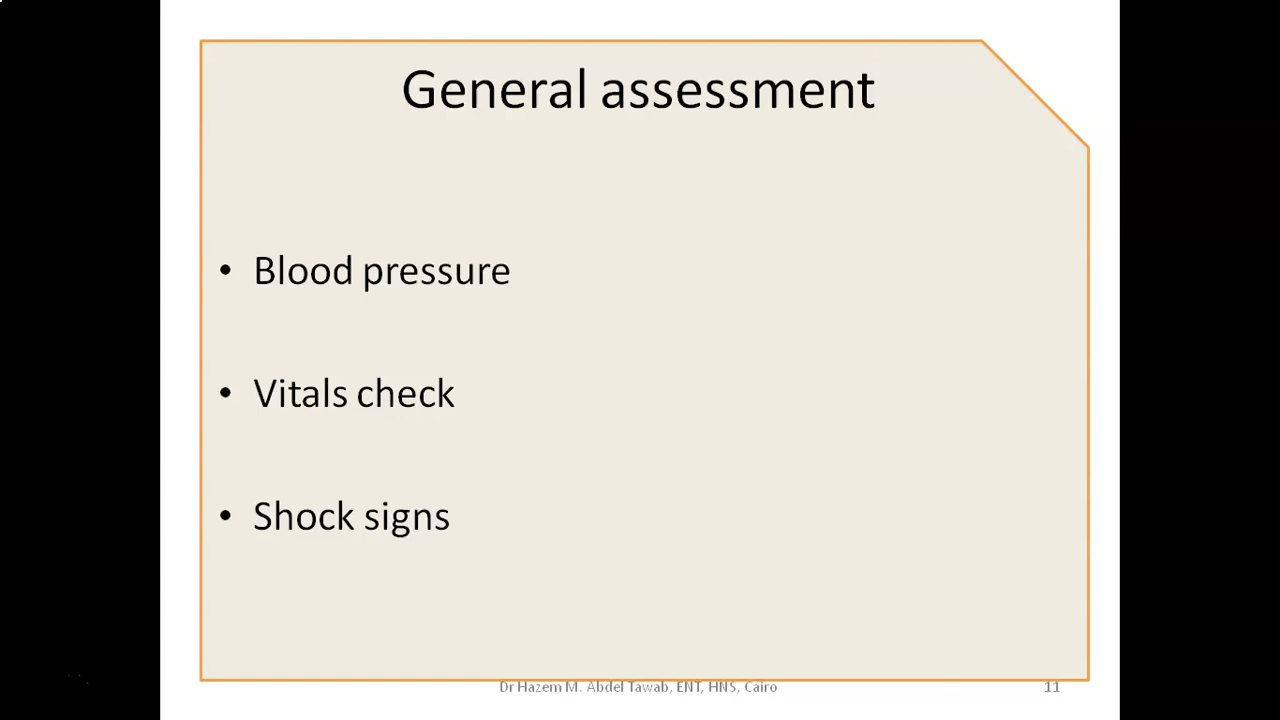 General assessment
• Blood pressure
• Vitals check
• Shock signs
Dr Hazem M. Abdel Tawab, ENT, HNS, Cairo
11